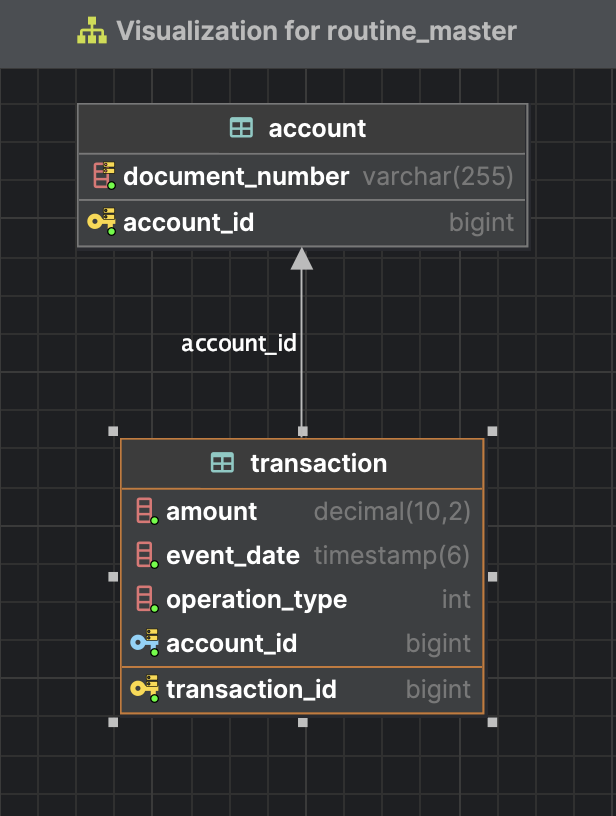 Visualization for routine_master
account
document_number varchar(255)
account_id bigint
account_id
transaction
amount decimal(10,2)
event_date timestamp(6)
operation_type int
account_id bigint
transaction_id bigint